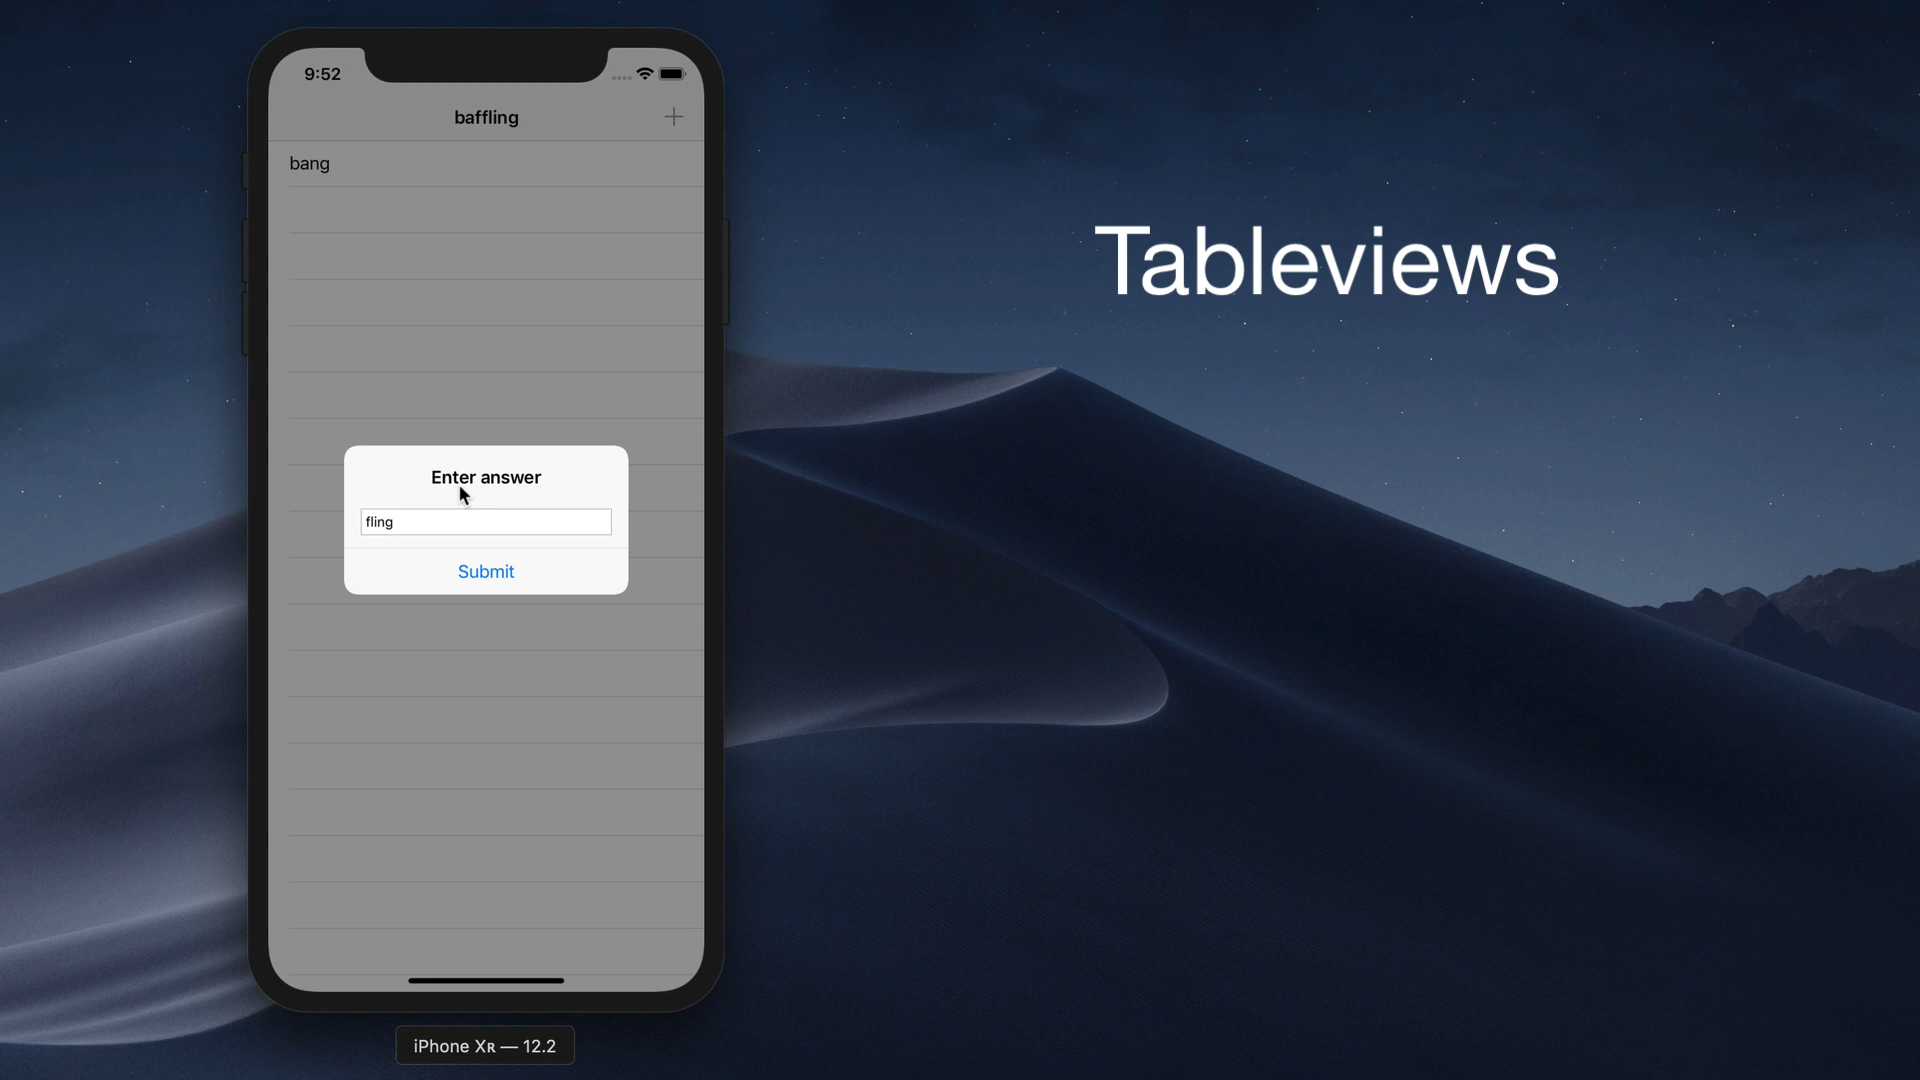 9:52
baffling
bang
Tableviews
Enter answer
fling
Submit
iPhone Xʀ — 12.2